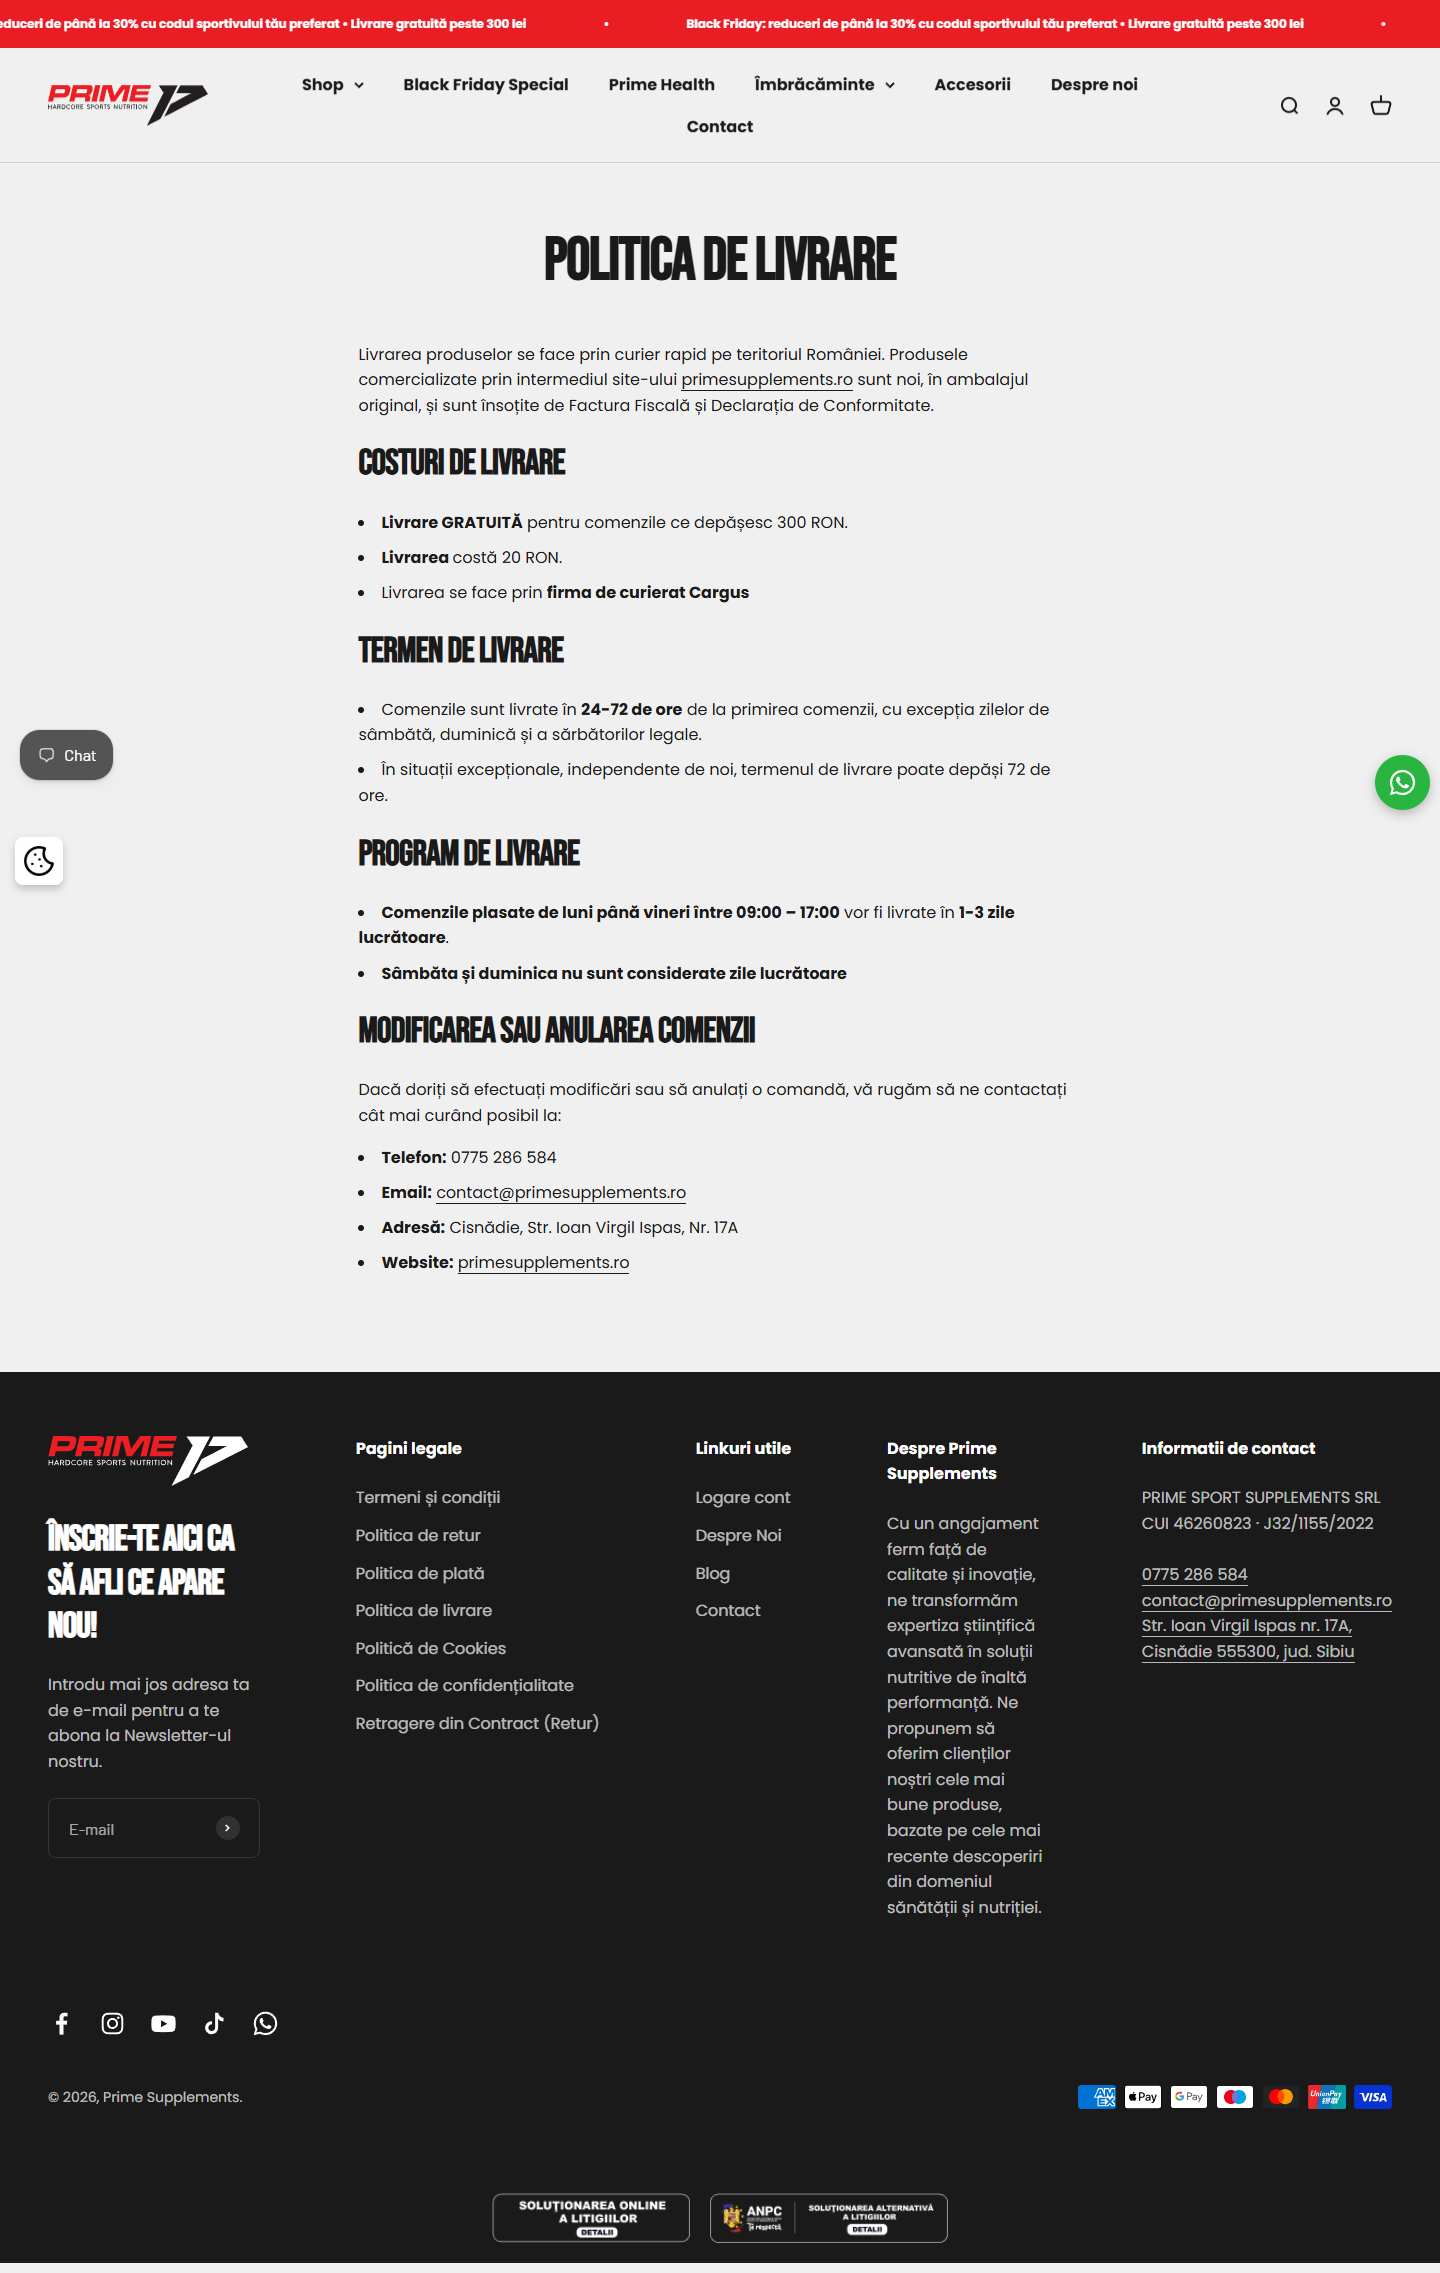 educeri de până la 30% cu codul sportivului tău preferat • Livrare gratuită peste 300 lei • Black Friday: reduceri de până la 30% cu codul sportivului tău preferat • Livrare gratuită peste 300 lei •
PRIME
HARDCORE SPORTS NUTRITION
Shop Black Friday Special Prime Health Îmbrăcăminte Accesorii Despre noi
Contact
POLITICA DE LIVRARE
Livrarea produselor se face prin curier rapid pe teritoriul României. Produsele
comercializate prin intermediul site-ului primesupplements.ro sunt noi, în ambalajul
original, și sunt însoțite de Factura Fiscală și Declarația de Conformitate.
COSTURI DE LIVRARE
• Livrare GRATUITĂ pentru comenzile ce depășesc 300 RON.
• Livrarea costă 20 RON.
• Livrarea se face prin firma de curierat Cargus
TERMEN DE LIVRARE
• Comenzile sunt livrate în 24-72 de ore de la primirea comenzii, cu excepția zilelor de
sâmbătă, duminică și a sărbătorilor legale.
• În situații excepționale, independente de noi, termenul de livrare poate depăși 72 de
ore.
Chat
PROGRAM DE LIVRARE
• Comenzile plasate de luni până vineri între 09:00 – 17:00 vor fi livrate în 1-3 zile
lucrătoare.
• Sâmbăta și duminica nu sunt considerate zile lucrătoare
MODIFICAREA SAU ANULAREA COMENZII
Dacă doriți să efectuați modificări sau să anulați o comandă, vă rugăm să ne contactați
cât mai curând posibil la:
• Telefon: 0775 286 584
• Email: contact@primesupplements.ro
• Adresă: Cisnădie, Str. Ioan Virgil Ispas, Nr. 17A
• Website: primesupplements.ro
PRIME
HARDCORE SPORTS NUTRITION
ÎNSCRIE-TE AICI CA
SĂ AFLI CE APARE
NOU!
Introdu mai jos adresa ta
de e-mail pentru a te
abona la Newsletter-ul
nostru.
E-mail
Pagini legale
Termeni și condiții
Politica de retur
Politica de plată
Politica de livrare
Politică de Cookies
Politica de confidențialitate
Retragere din Contract (Retur)
Linkuri utile
Logare cont
Despre Noi
Blog
Contact
Despre Prime
Supplements
Cu un angajament
ferm față de
calitate și inovație,
ne transformăm
expertiza științifică
avansată în soluții
nutritive de înaltă
performanță. Ne
propunem să
oferim clienților
noștri cele mai
bune produse,
bazate pe cele mai
recente descoperiri
din domeniul
sănătății și nutriției.
Informatii de contact
PRIME SPORT SUPPLEMENTS SRL
CUI 46260823 · J32/1155/2022
0775 286 584
contact@primesupplements.ro
Str. Ioan Virgil Ispas nr. 17A,
Cisnădie 555300, jud. Sibiu
© 2026, Prime Supplements.
AMEX Pay G Pay UnionPay 银联 VISA
SOLUȚIONAREA ONLINE
A LITIGIILOR
DETALII
ANPC
Te respectă
SOLUȚIONAREA ALTERNATIVĂ
A LITIGIILOR
DETALII